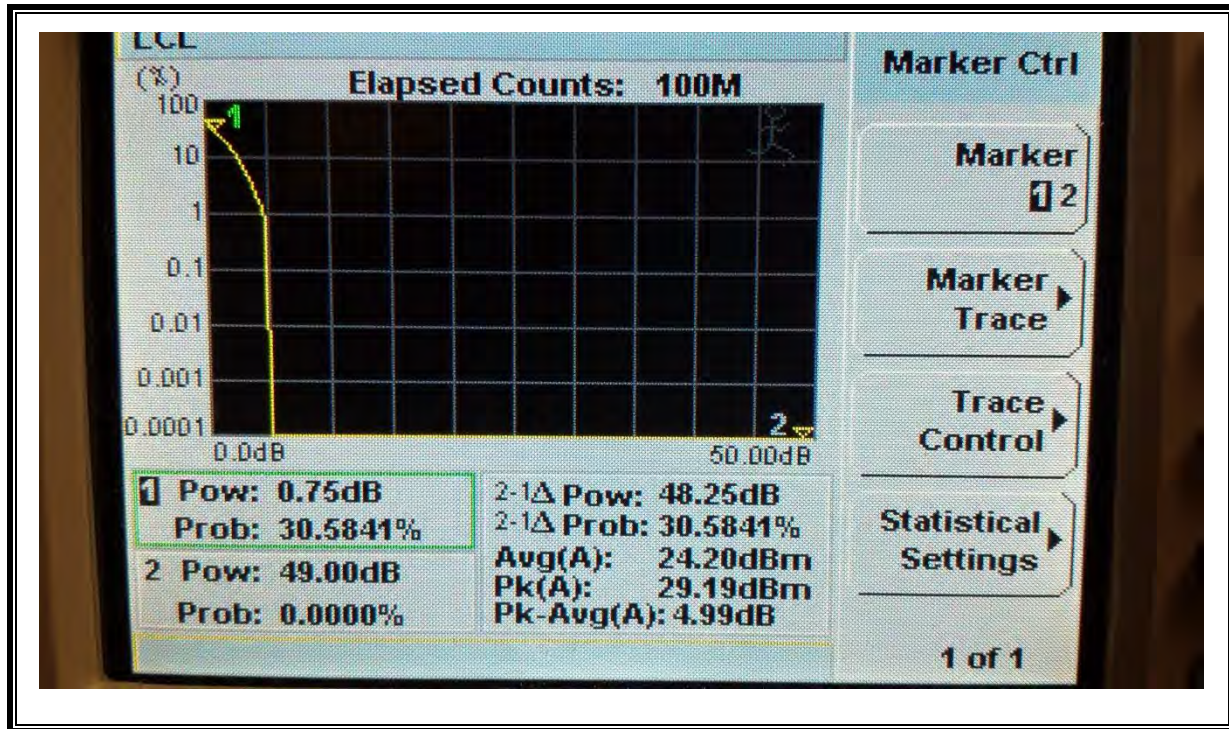 LCL
Marker Ctrl
(%)
Elapsed Counts: 100M
100
1
10
1
0.1
0.01
0.001
0.0001
2
0.0dB
50.00dB
1 Pow: 0.75dB
Prob: 30.5841%
2 Pow: 49.00dB
Prob: 0.0000%
2-1Δ Pow: 48.25dB
2-1Δ Prob: 30.5841%
Avg(A): 24.20dBm
Pk(A): 29.19dBm
Pk-Avg(A): 4.99dB
Marker
1 2
Marker
Trace
Trace
Control
Statistical
Settings
1 of 1